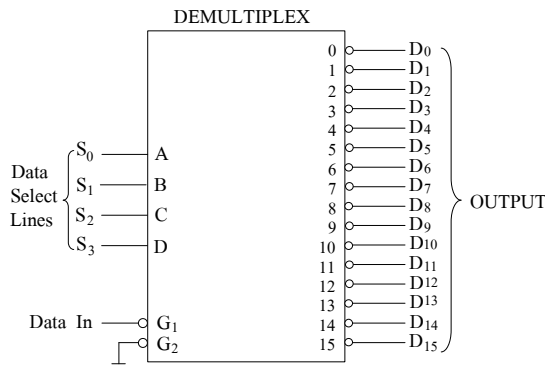 DEMULTIPLEX
0 D0
1 D1
2 D2
3 D3
4 D4
S0 A 5 D5
Data 6 D6
S1 B 7 D7
Select
S2 C 8 D8 OUTPUT
Lines 9 D9
S3 D 10 D10
11 D11
12 D12
13 D13
Data In G1 14 D14
G2 15 D15